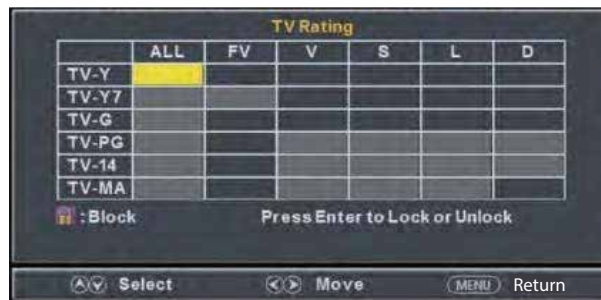 TV Rating
ALL FV V S L D
TV-Y
TV-Y7
TV-G
TV-PG
TV-14
TV-MA
:Block Press Enter to Lock or Unlock
Select Move MENU Return